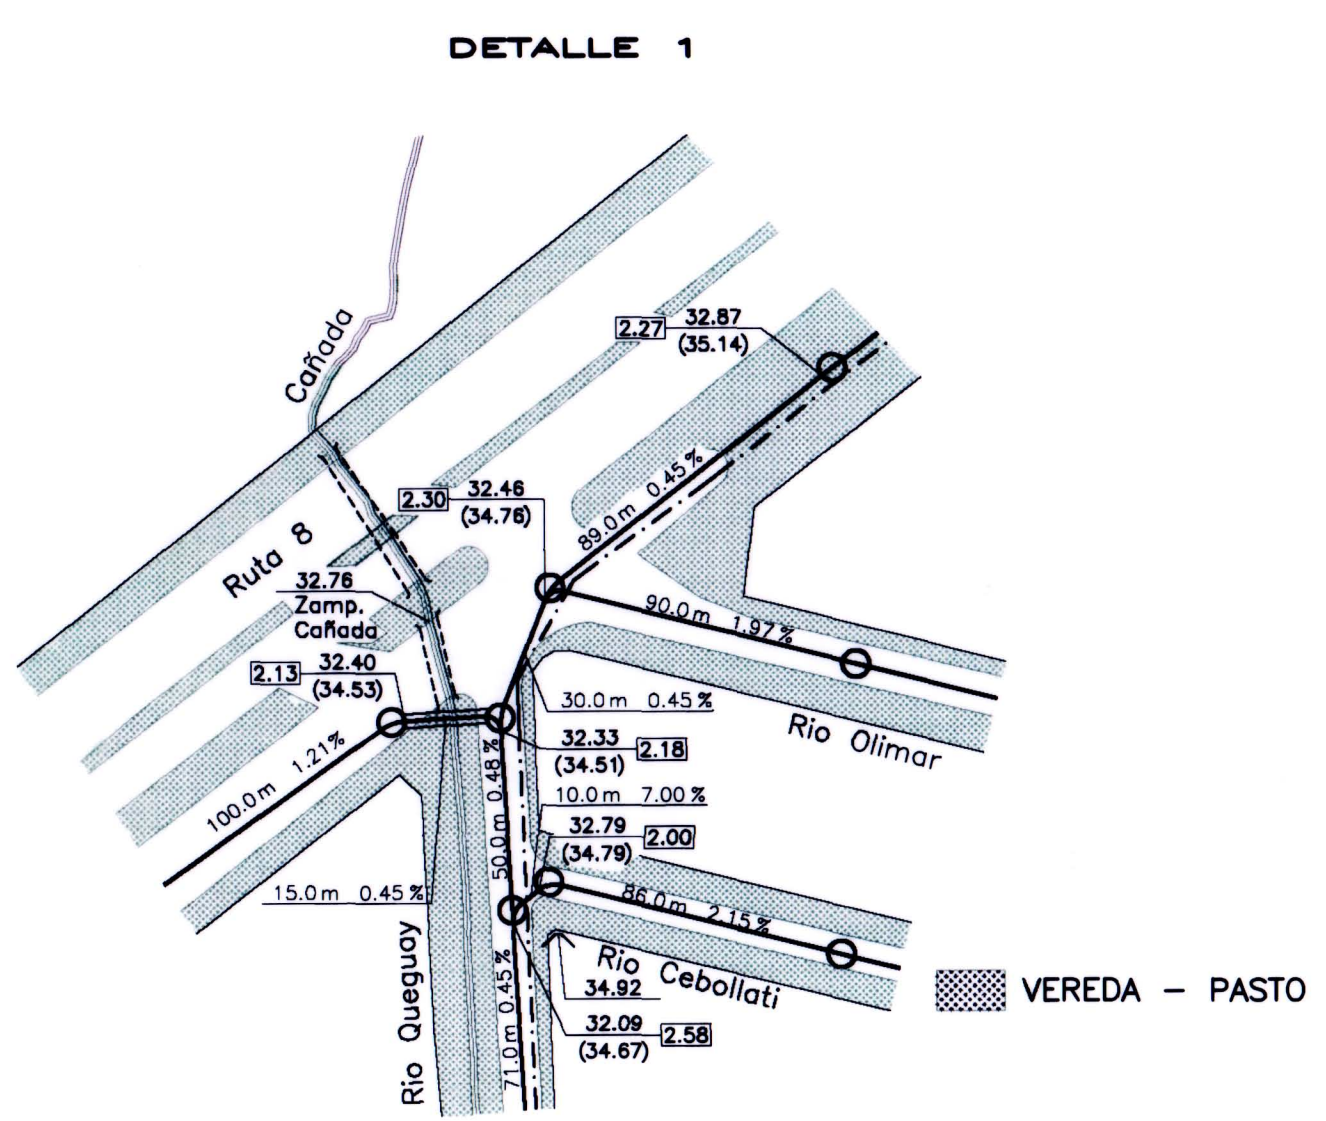 DETALLE 1
Cañada
2.27 32.87
(35.14)
89.0m 0.45%
2.30 32.46
(34.76)
Ruta 8
32.76
Zamp.
Cañada
90.0m 1.97%
2.13 32.40
(34.53)
30.0m 0.45%
Rio Olimar
32.33 2.18
(34.51)
100.0m 1.21%
50.0m 0.48%
10.0m 7.00%
32.79 2.00
(34.79)
15.0m 0.45%
86.0m 2.15%
Rio Queguay
71.0m 0.45%
Rio Cebollati
34.92
32.09 2.58
(34.67)
VEREDA - PASTO